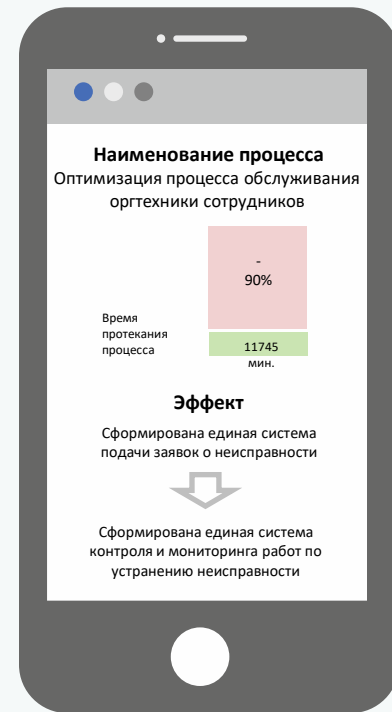 Наименование процесса
Оптимизация процесса обслуживания
оргтехники сотрудников
-
90%
Время
протекания
процесса
11745
мин.
Эффект
Сформирована единая система
подачи заявок о неисправности
Сформирована единая система
контроля и мониторинга работ по
устранению неисправности